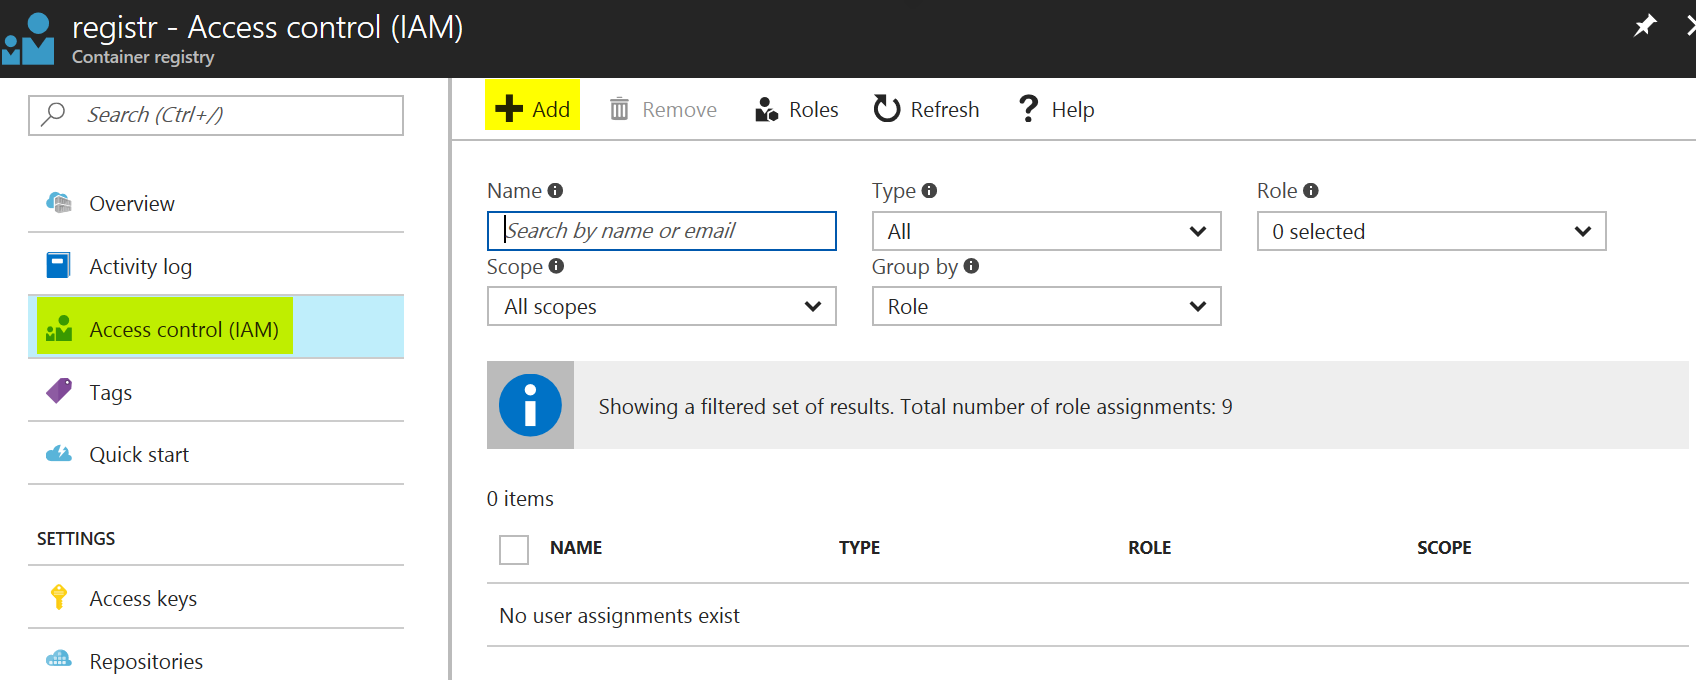 registr - Access control (IAM)
Container registry
Search (Ctrl+/)
Overview
Activity log
Access control (IAM)
Tags
Quick start
SETTINGS
Access keys
Repositories
Add Remove Roles Refresh Help
Name Type Role
Search by name or email All 0 selected
Scope Group by
All scopes Role
Showing a filtered set of results. Total number of role assignments: 9
0 items
NAME TYPE ROLE SCOPE
No user assignments exist